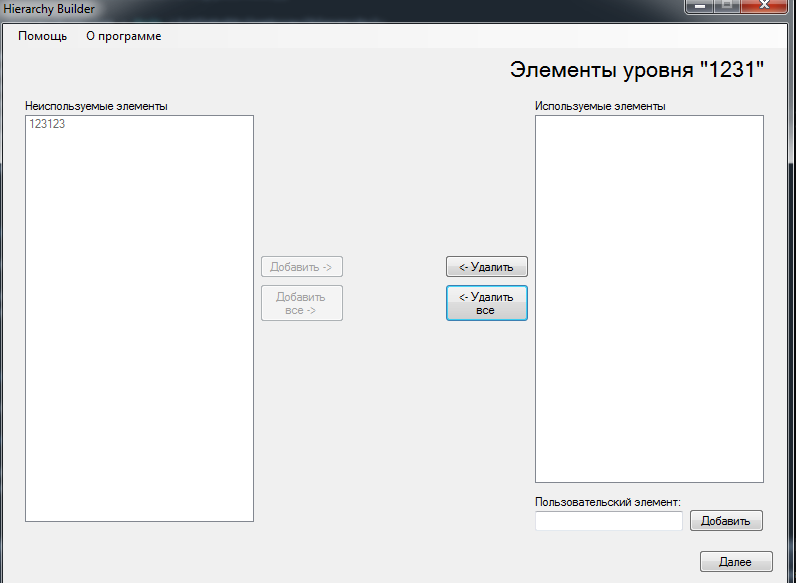 Hierarchy Builder
Помощь О программе
Элементы уровня "1231"
Неиспользуемые элементы
Используемые элементы
123123
Добавить ->
<- Удалить
Добавить
все ->
<- Удалить
все
Пользовательский элемент:
Добавить
Далее